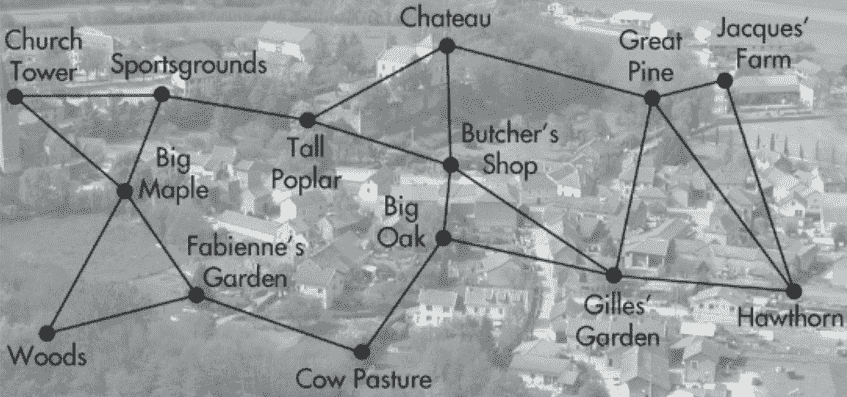 Chateau
Church
Tower
Sportsgrounds
Great
Pine
Jacques'
Farm
Tall
Poplar
Butcher's
Shop
Big
Maple
Big
Oak
Fabienne's
Garden
Gilles'
Garden
Hawthorn
Woods
Cow Pasture